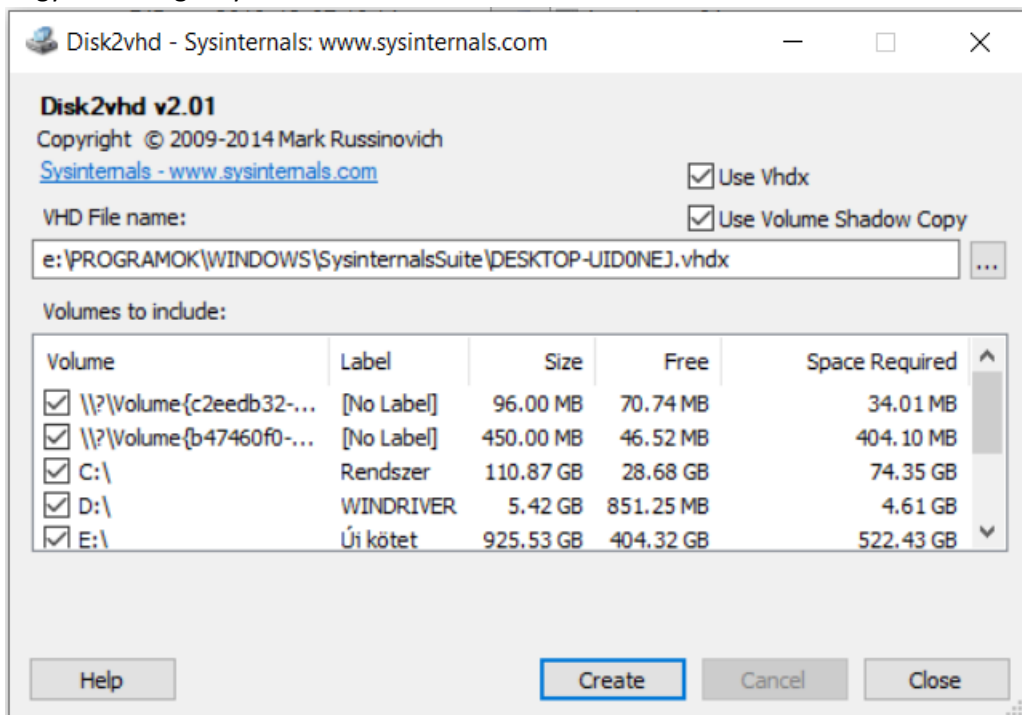 Disk2vhd - Sysinternals: www.sysinternals.com
Disk2vhd v2.01
Copyright © 2009-2014 Mark Russinovich
Sysinternals - www.sysinternals.com
Use Vhdx
VHD File name:
Use Volume Shadow Copy
e:\PROGRAMOK\WINDOWS\SysinternalsSuite\DESKTOP-UID0NEJ.vhdx
...
Volumes to include:
Volume Label Size Free Space Required
\\?\Volume{c2eedb32-... [No Label] 96.00 MB 70.74 MB 34.01 MB
\\?\Volume{b47460f0-... [No Label] 450.00 MB 46.52 MB 404.10 MB
C:\ Rendszer 110.87 GB 28.68 GB 74.35 GB
D:\ WINDRIVER 5.42 GB 851.25 MB 4.61 GB
E:\ Új kötet 925.53 GB 404.32 GB 522.43 GB
Help Create Cancel Close